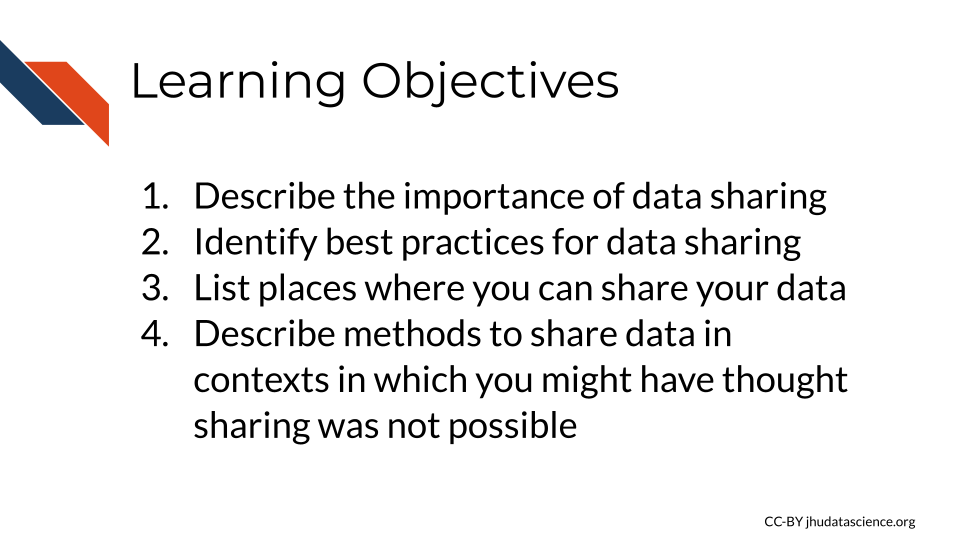 Learning Objectives
1. Describe the importance of data sharing
2. Identify best practices for data sharing
3. List places where you can share your data
4. Describe methods to share data in
contexts in which you might have thought
sharing was not possible
CC-BY jhudatascience.org